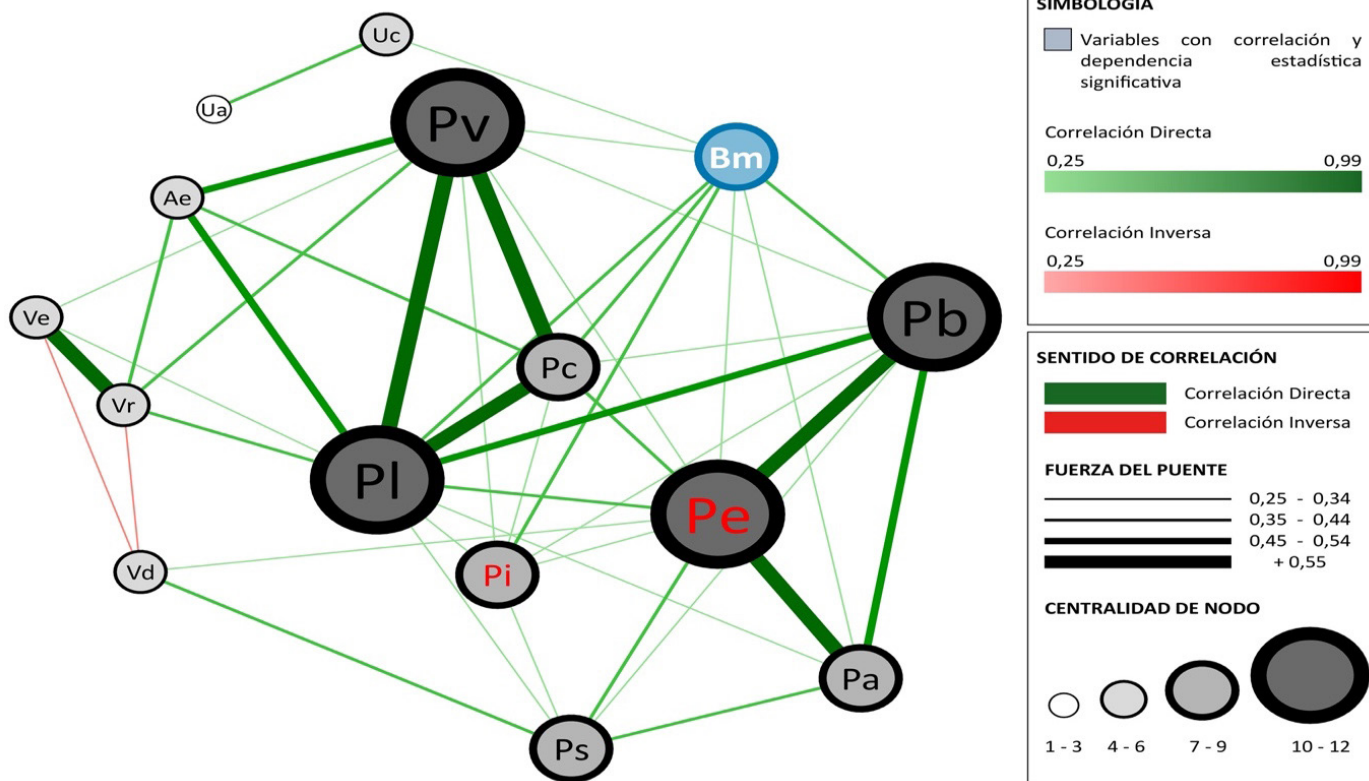 Uc
Ua
Pv
Bm
Ae
Pb
Ve
Pc
Vr
Pl
Pe
Vd
Pi
Pa
Ps
SIMBOLOGÍA
Variables con correlación y
dependencia estadística
significativa
Correlación Directa
0,25 0,99
Correlación Inversa
0,25 0,99
SENTIDO DE CORRELACIÓN
Correlación Directa
Correlación Inversa
FUERZA DEL PUENTE
0,25 - 0,34
0,35 - 0,44
0,45 - 0,54
+ 0,55
CENTRALIDAD DE NODO
1 - 3 4 - 6 7 - 9 10 - 12